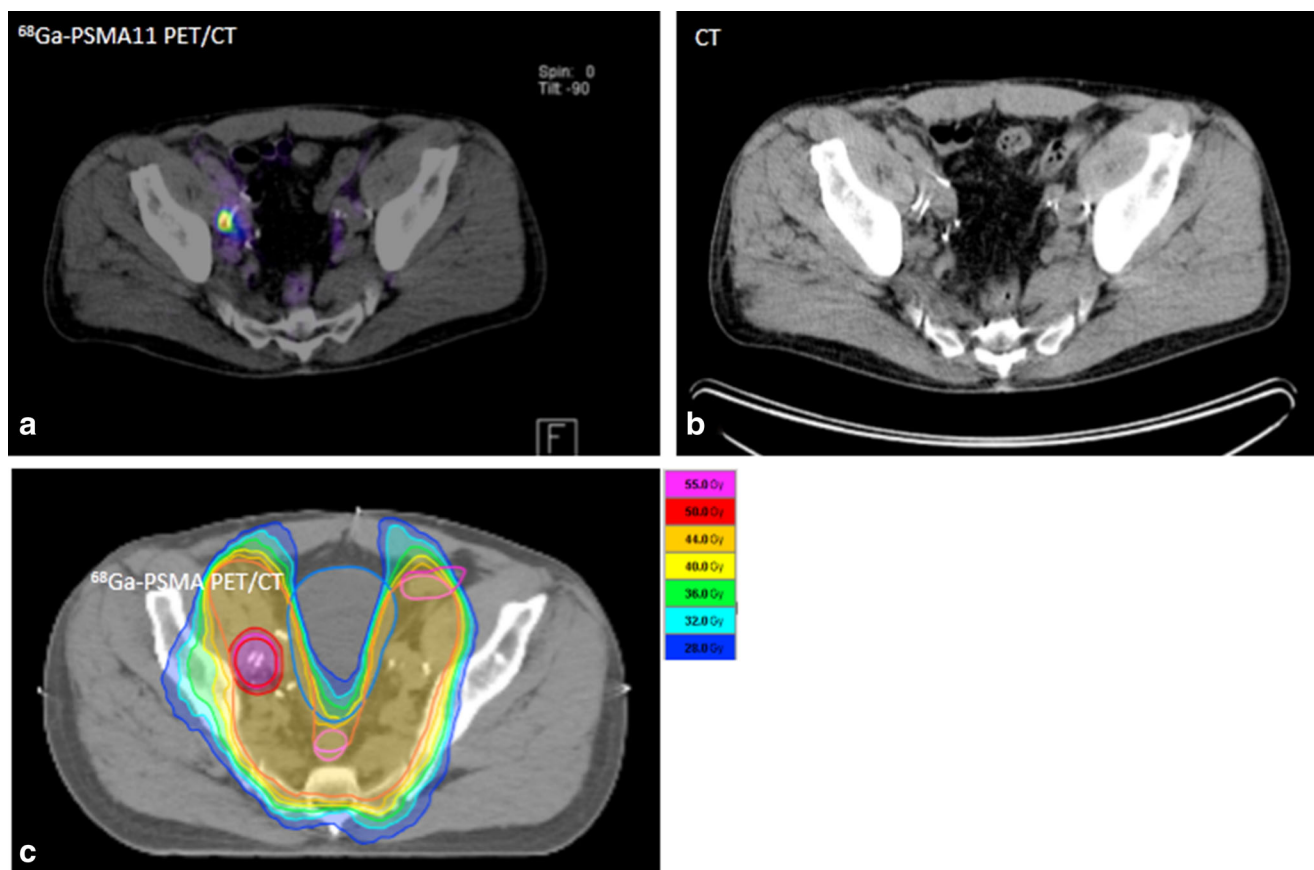 ⁶⁸Ga-PSMA11 PET/CT
Spin: 0
Tilt -90
F
a
CT
b
⁶⁸Ga-PSMA PET/CT
c
55.0 Gy
50.0 Gy
44.0 Gy
40.0 Gy
36.0 Gy
32.0 Gy
28.0 Gy